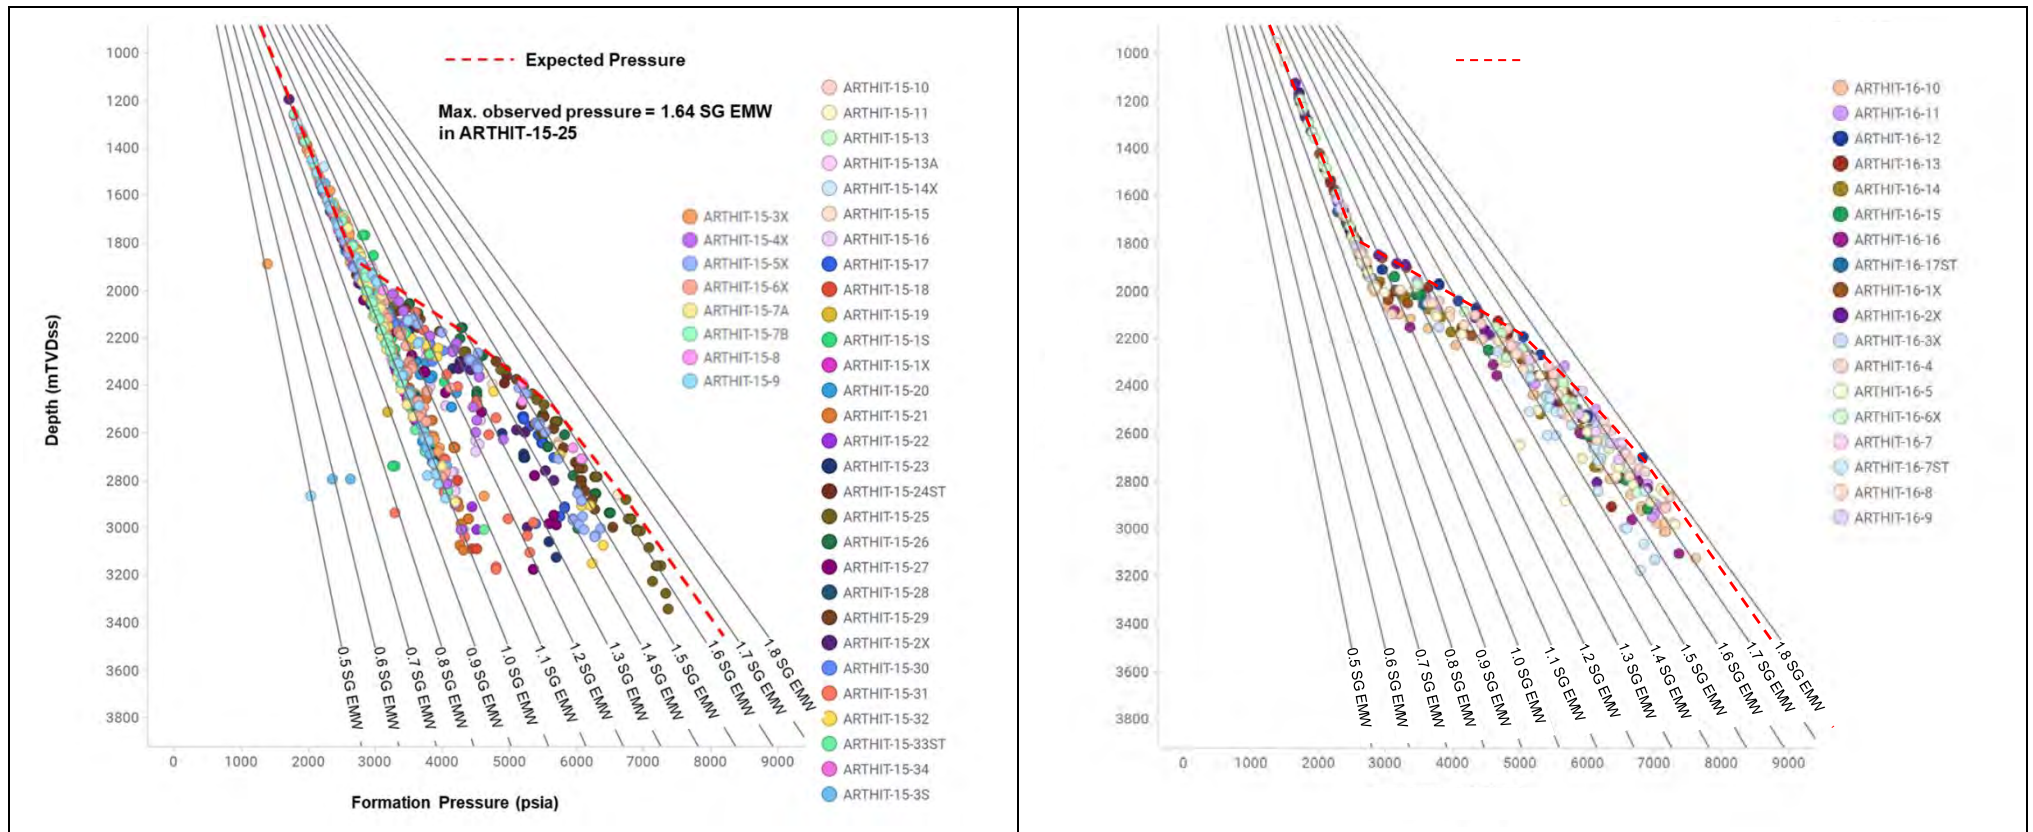 Expected Pressure
Max. observed pressure = 1.64 SG EMW
in ARTHIT-15-25
Depth (mTVDss)
1000
1200
1400
1600
1800
2000
2200
2400
2600
2800
3000
3200
3400
3600
3800
ARTHIT-15-3X
ARTHIT-15-4X
ARTHIT-15-5X
ARTHIT-15-6X
ARTHIT-15-7A
ARTHIT-15-7B
ARTHIT-15-8
ARTHIT-15-9
ARTHIT-15-10
ARTHIT-15-11
ARTHIT-15-13
ARTHIT-15-13A
ARTHIT-15-14X
ARTHIT-15-15
ARTHIT-15-16
ARTHIT-15-17
ARTHIT-15-18
ARTHIT-15-19
ARTHIT-15-1S
ARTHIT-15-1X
ARTHIT-15-20
ARTHIT-15-21
ARTHIT-15-22
ARTHIT-15-23
ARTHIT-15-24ST
ARTHIT-15-25
ARTHIT-15-26
ARTHIT-15-27
ARTHIT-15-28
ARTHIT-15-29
ARTHIT-15-2X
ARTHIT-15-30
ARTHIT-15-31
ARTHIT-15-32
ARTHIT-15-33ST
ARTHIT-15-34
ARTHIT-15-3S
0.5 SG EMW
0.6 SG EMW
0.7 SG EMW
0.8 SG EMW
0.9 SG EMW
1.0 SG EMW
1.1 SG EMW
1.2 SG EMW
1.3 SG EMW
1.4 SG EMW
1.5 SG EMW
1.6 SG EMW
1.7 SG EMW
1.8 SG EMW
0 1000 2000 3000 4000 5000 6000 7000 8000 9000
Formation Pressure (psia)
1000
1200
1400
1600
1800
2000
2200
2400
2600
2800
3000
3200
3400
3600
3800
ARTHIT-16-10
ARTHIT-16-11
ARTHIT-16-12
ARTHIT-16-13
ARTHIT-16-14
ARTHIT-16-15
ARTHIT-16-16
ARTHIT-16-17ST
ARTHIT-16-1X
ARTHIT-16-2X
ARTHIT-16-3X
ARTHIT-16-4
ARTHIT-16-5
ARTHIT-16-6X
ARTHIT-16-7
ARTHIT-16-7ST
ARTHIT-16-8
ARTHIT-16-9
0.5 SG EMW
0.6 SG EMW
0.7 SG EMW
0.8 SG EMW
0.9 SG EMW
1.0 SG EMW
1.1 SG EMW
1.2 SG EMW
1.3 SG EMW
1.4 SG EMW
1.5 SG EMW
1.6 SG EMW
1.7 SG EMW
1.8 SG EMW
0 1000 2000 3000 4000 5000 6000 7000 8000 9000